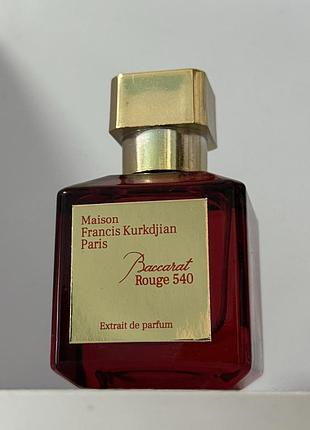 Maison
Francis Kurkdjian
Paris
Baccarat
Rouge 540
Extrait de parfum